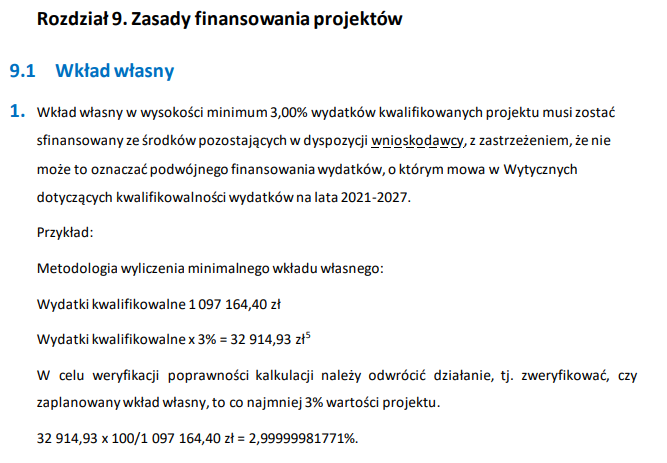 Rozdział 9. Zasady finansowania projektów
9.1 Wkład własny
1. Wkład własny w wysokości minimum 3,00% wydatków kwalifikowanych projektu musi zostać
sfinansowany ze środków pozostających w dyspozycji wnioskodawcy, z zastrzeżeniem, że nie
może to oznaczać podwójnego finansowania wydatków, o którym mowa w Wytycznych
dotyczących kwalifikowalności wydatków na lata 2021-2027.
Przykład:
Metodologia wyliczenia minimalnego wkładu własnego:
Wydatki kwalifikowalne 1 097 164,40 zł
Wydatki kwalifikowalne x 3% = 32 914,93 zł⁵
W celu weryfikacji poprawności kalkulacji należy odwrócić działanie, tj. zweryfikować, czy
zaplanowany wkład własny, to co najmniej 3% wartości projektu.
32 914,93 x 100/1 097 164,40 zł = 2,99999981771%.